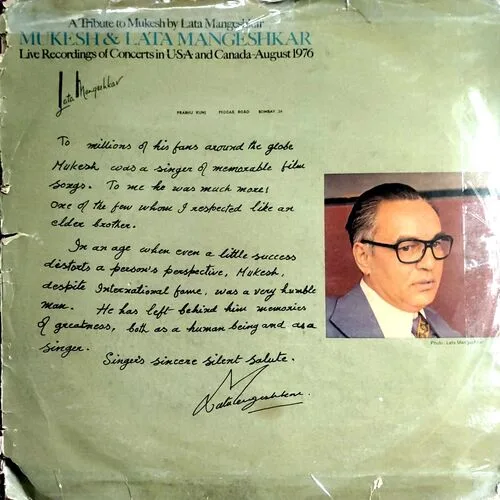 A Tribute to Mukesh by Lata Mangeshkar
MUKESH & LATA MANGESHKAR
Live Recordings of Concerts in USA and Canada-August 1976
Lata Mangeshkar
PRABHU KUNJ PEDDAR ROAD BOMBAY 26
To millions of his fans around the globe
Mukesh was a singer of memorable film
songs. To me he was much more!
One of the few whom I respected like an
elder brother.
In an age when even a little success
distorts a person's perspective, Mukesh,
despite International fame, was a very humble
man. He has left behind him memories
of greatness, both as a human being and as a
singer.
Singer's sincere silent salute.
Lata Mangeshkar
Photo: Lata Mangeshkar